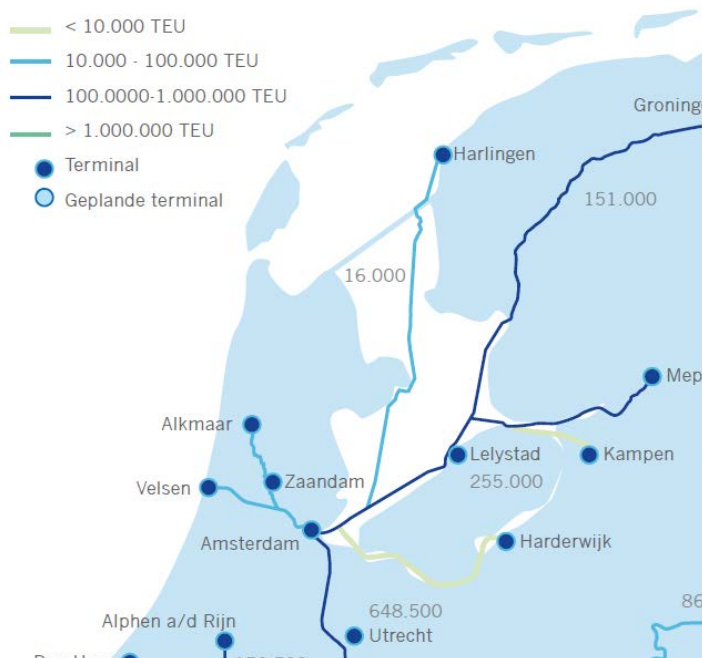 < 10.000 TEU
10.000 - 100.000 TEU
100.0000-1.000.000 TEU
> 1.000.000 TEU
Terminal
Geplande terminal
Groning
Harlingen
151.000
16.000
Mep
Alkmaar
Lelystad
Kampen
Zaandam
255.000
Velsen
Amsterdam
Harderwijk
648.500
86
Alphen a/d Rijn
Utrecht